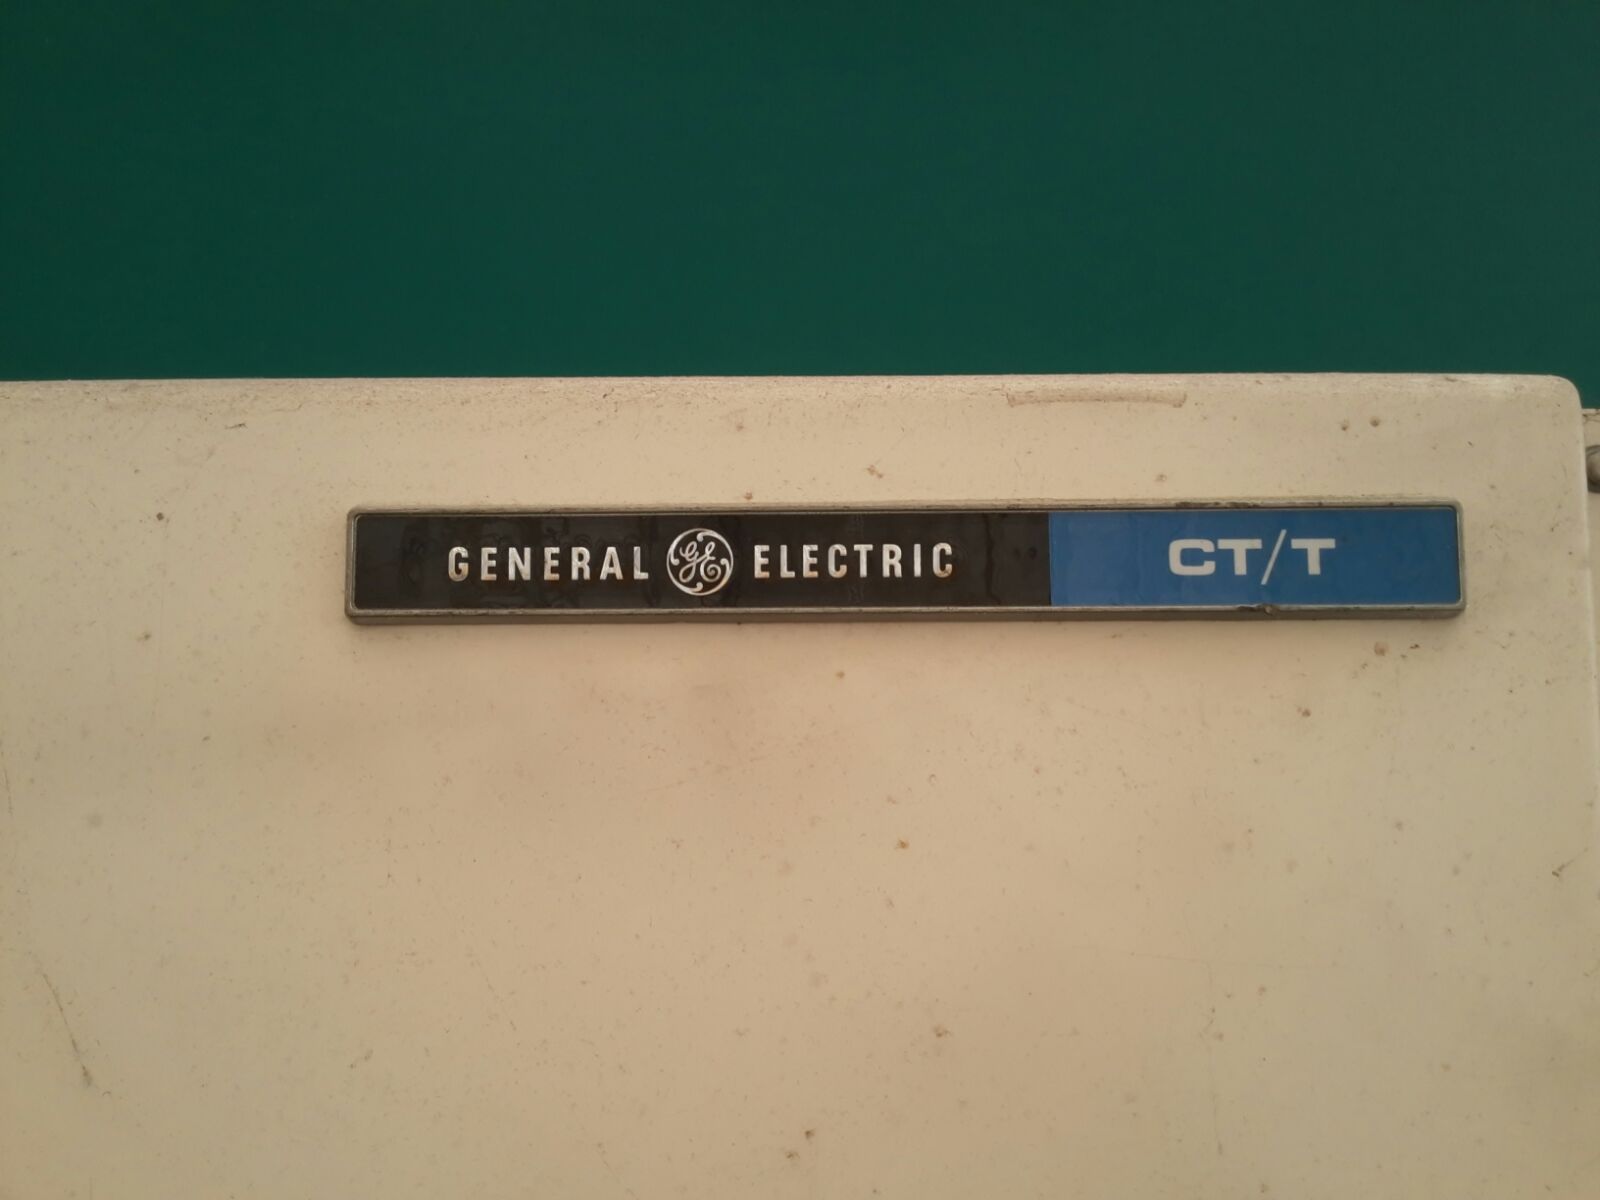 GENERAL GE ELECTRIC CT/T